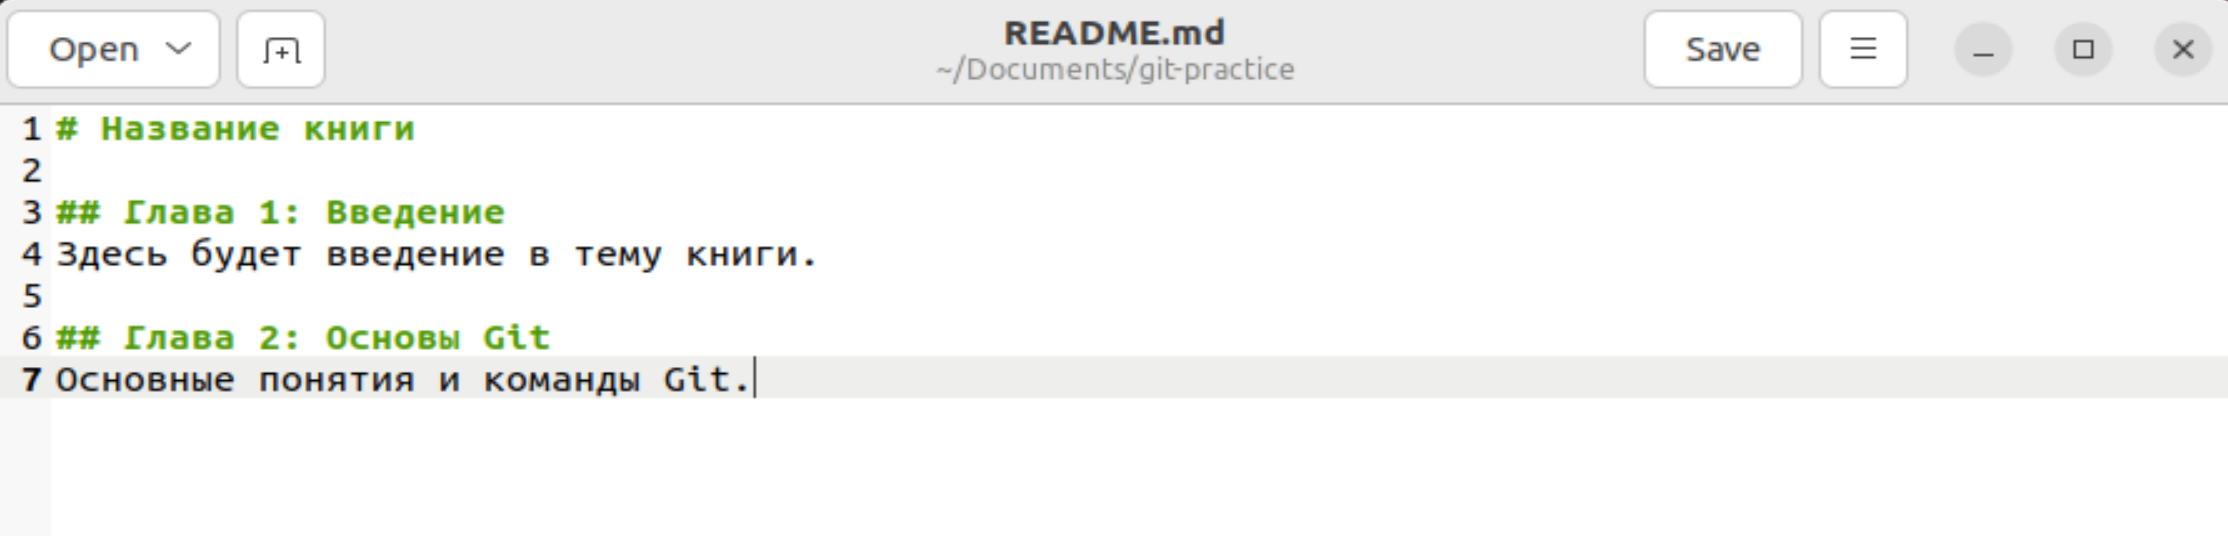 Open
README.md
~/Documents/git-practice
Save
1 # Название книги
2
3 ## Глава 1: Введение
4 Здесь будет введение в тему книги.
5
6 ## Глава 2: Основы Git
7 Основные понятия и команды Git.